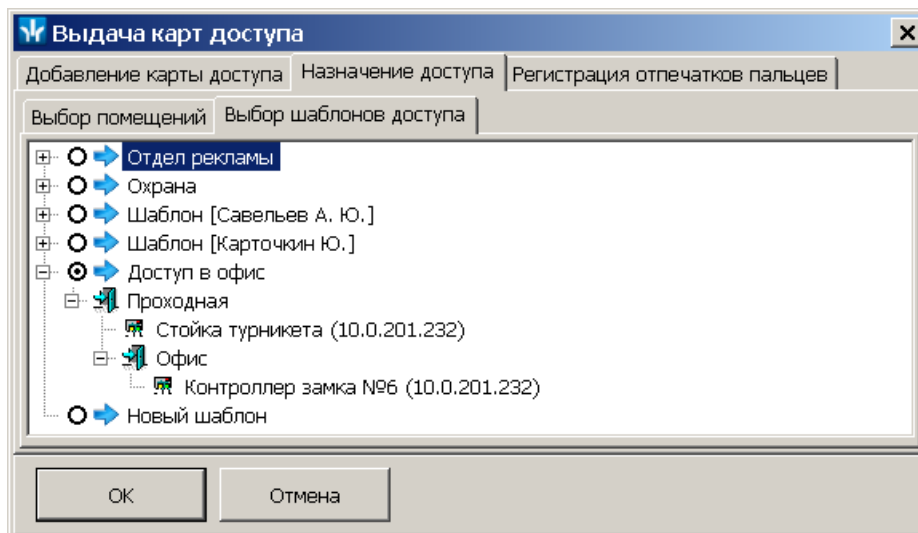 Выдача карт доступа
Добавление карты доступа Назначение доступа Регистрация отпечатков пальцев
Выбор помещений Выбор шаблонов доступа
Отдел рекламы
Охрана
Шаблон [Савельев А. Ю.]
Шаблон [Карточкин Ю.]
Доступ в офис
Проходная
Стойка турникета (10.0.201.232)
Офис
Контроллер замка №6 (10.0.201.232)
Новый шаблон
ОК Отмена